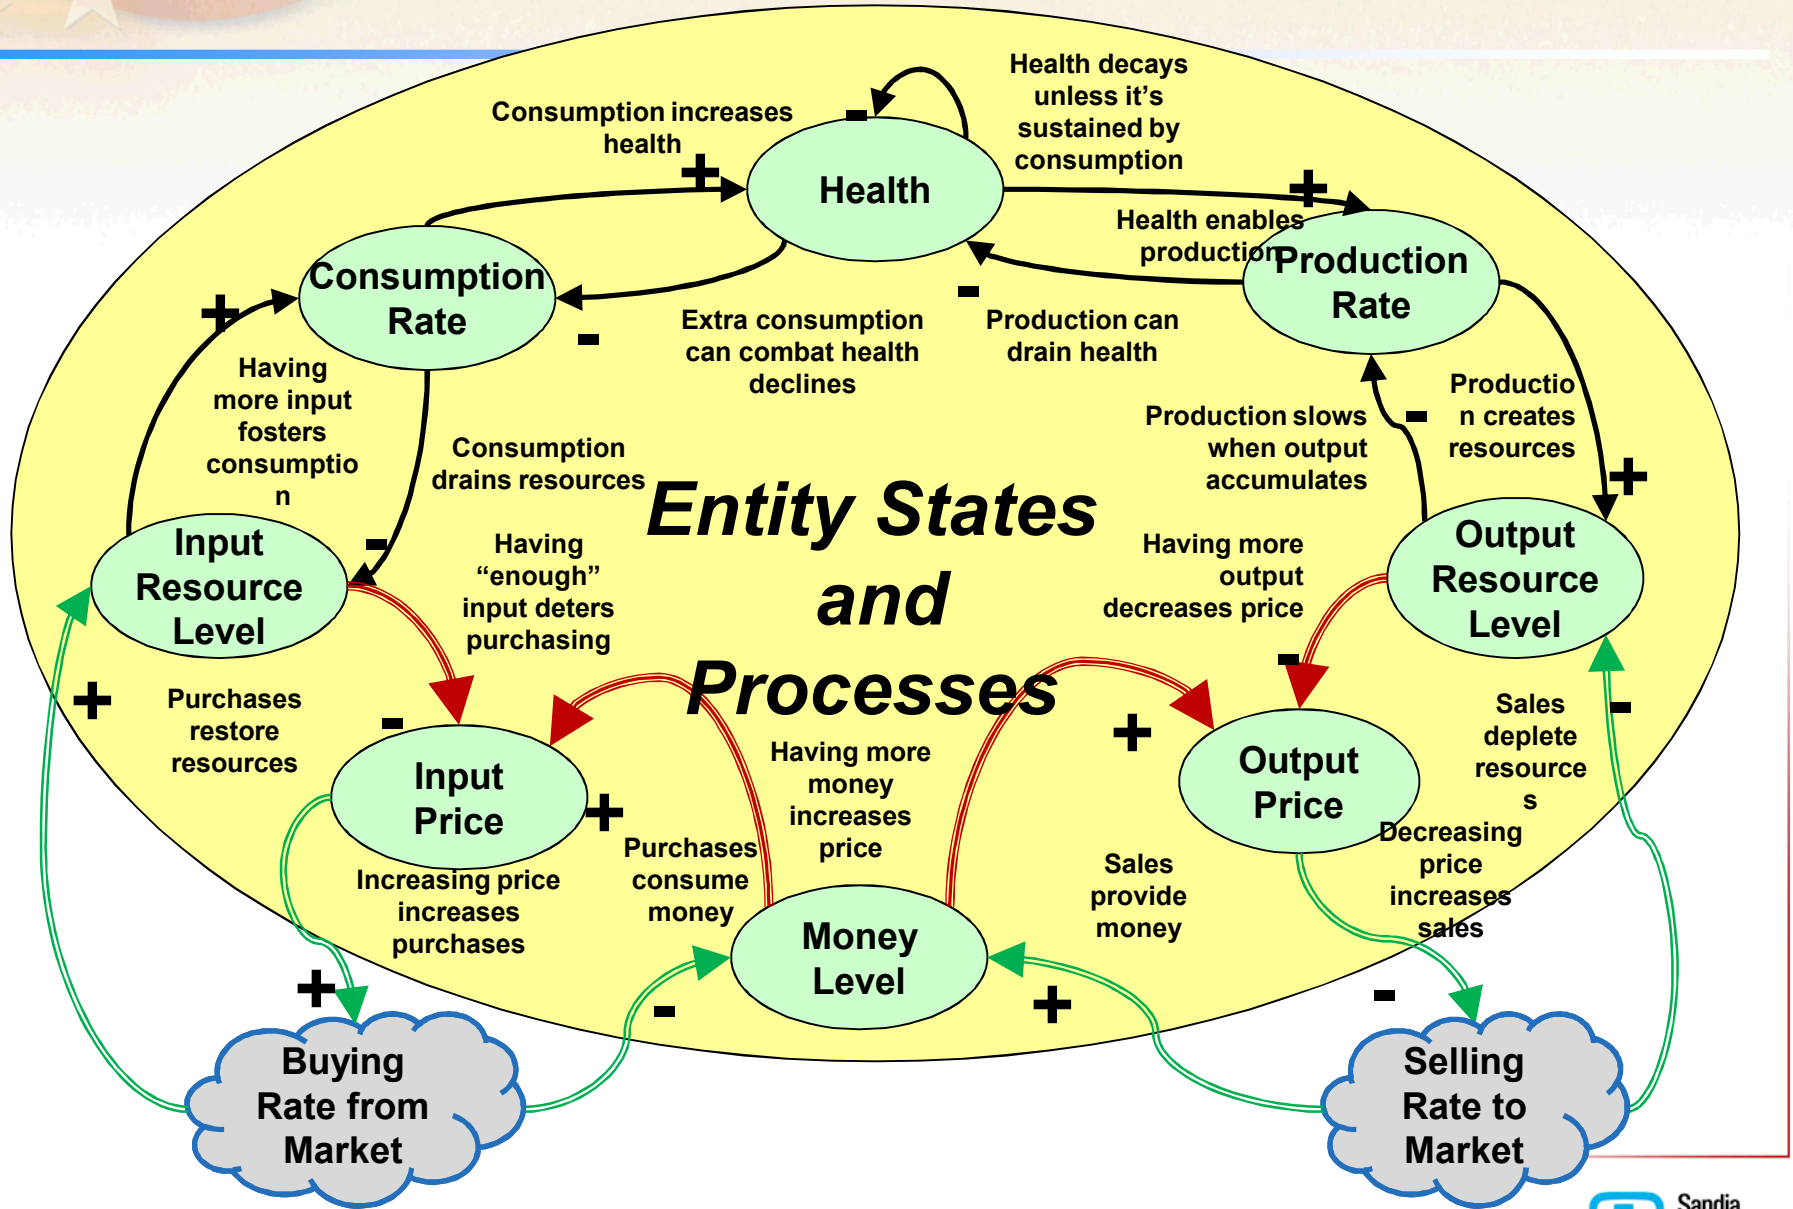 Health decays
unless it's
sustained by
consumption
Consumption increases
health
+
-
+
Health
Health enables
production
Consumption
Rate
Production
Rate
+
-
-
Extra consumption
can combat health
declines
Production can
drain health
Having
more input
fosters
consumptio
n
Productio
n creates
resources
Production slows
when output
accumulates
-
+
Consumption
drains resources
Entity States
and
Processes
Input
Resource
Level
-
Having
“enough”
input deters
purchasing
Having more
output
decreases price
Output
Resource
Level
-
+
Purchases
restore
resources
-
+
Sales
deplete
resource
s
-
Input
Price
+
Having more
money
increases
price
Output
Price
Increasing price
increases
purchases
Purchases
consume
money
Sales
provide
money
Decreasing
price
increases
sales
Money
Level
+
-
+
-
Buying
Rate from
Market
Selling
Rate to
Market
Sandia